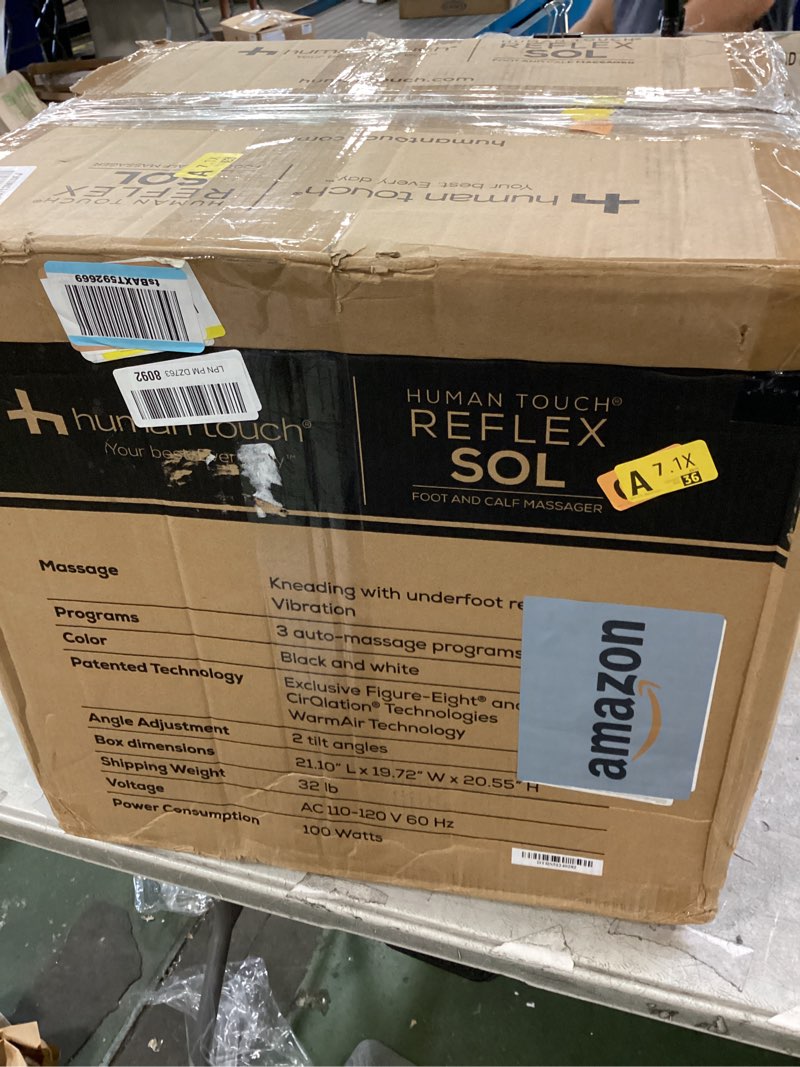 REFLEX
SOL
humantouch.com
HUMAN TOUCH®
REFLEX
SOL
A 7.1X
human touch®
Your best. Every day™
tsBAXT592669
LPN PM DZ763 8092
human touch®
Your best
HUMAN TOUCH®
REFLEX
SOL
FOOT AND CALF MASSAGER
A 7.1X
36
Massage
Kneading with underfoot re
Vibration
Programs
3 auto-massage programs
Color
Black and white
Patented Technology
Exclusive Figure-Eight® and
CirQlation® Technologies
WarmAir Technology
Angle Adjustment
2 tilt angles
Box dimensions
21.10" L x 19.72" W x 20.55" H
Shipping Weight
32 lb
Voltage
AC 110-120 V 60 Hz
Power Consumption
100 Watts
amazon